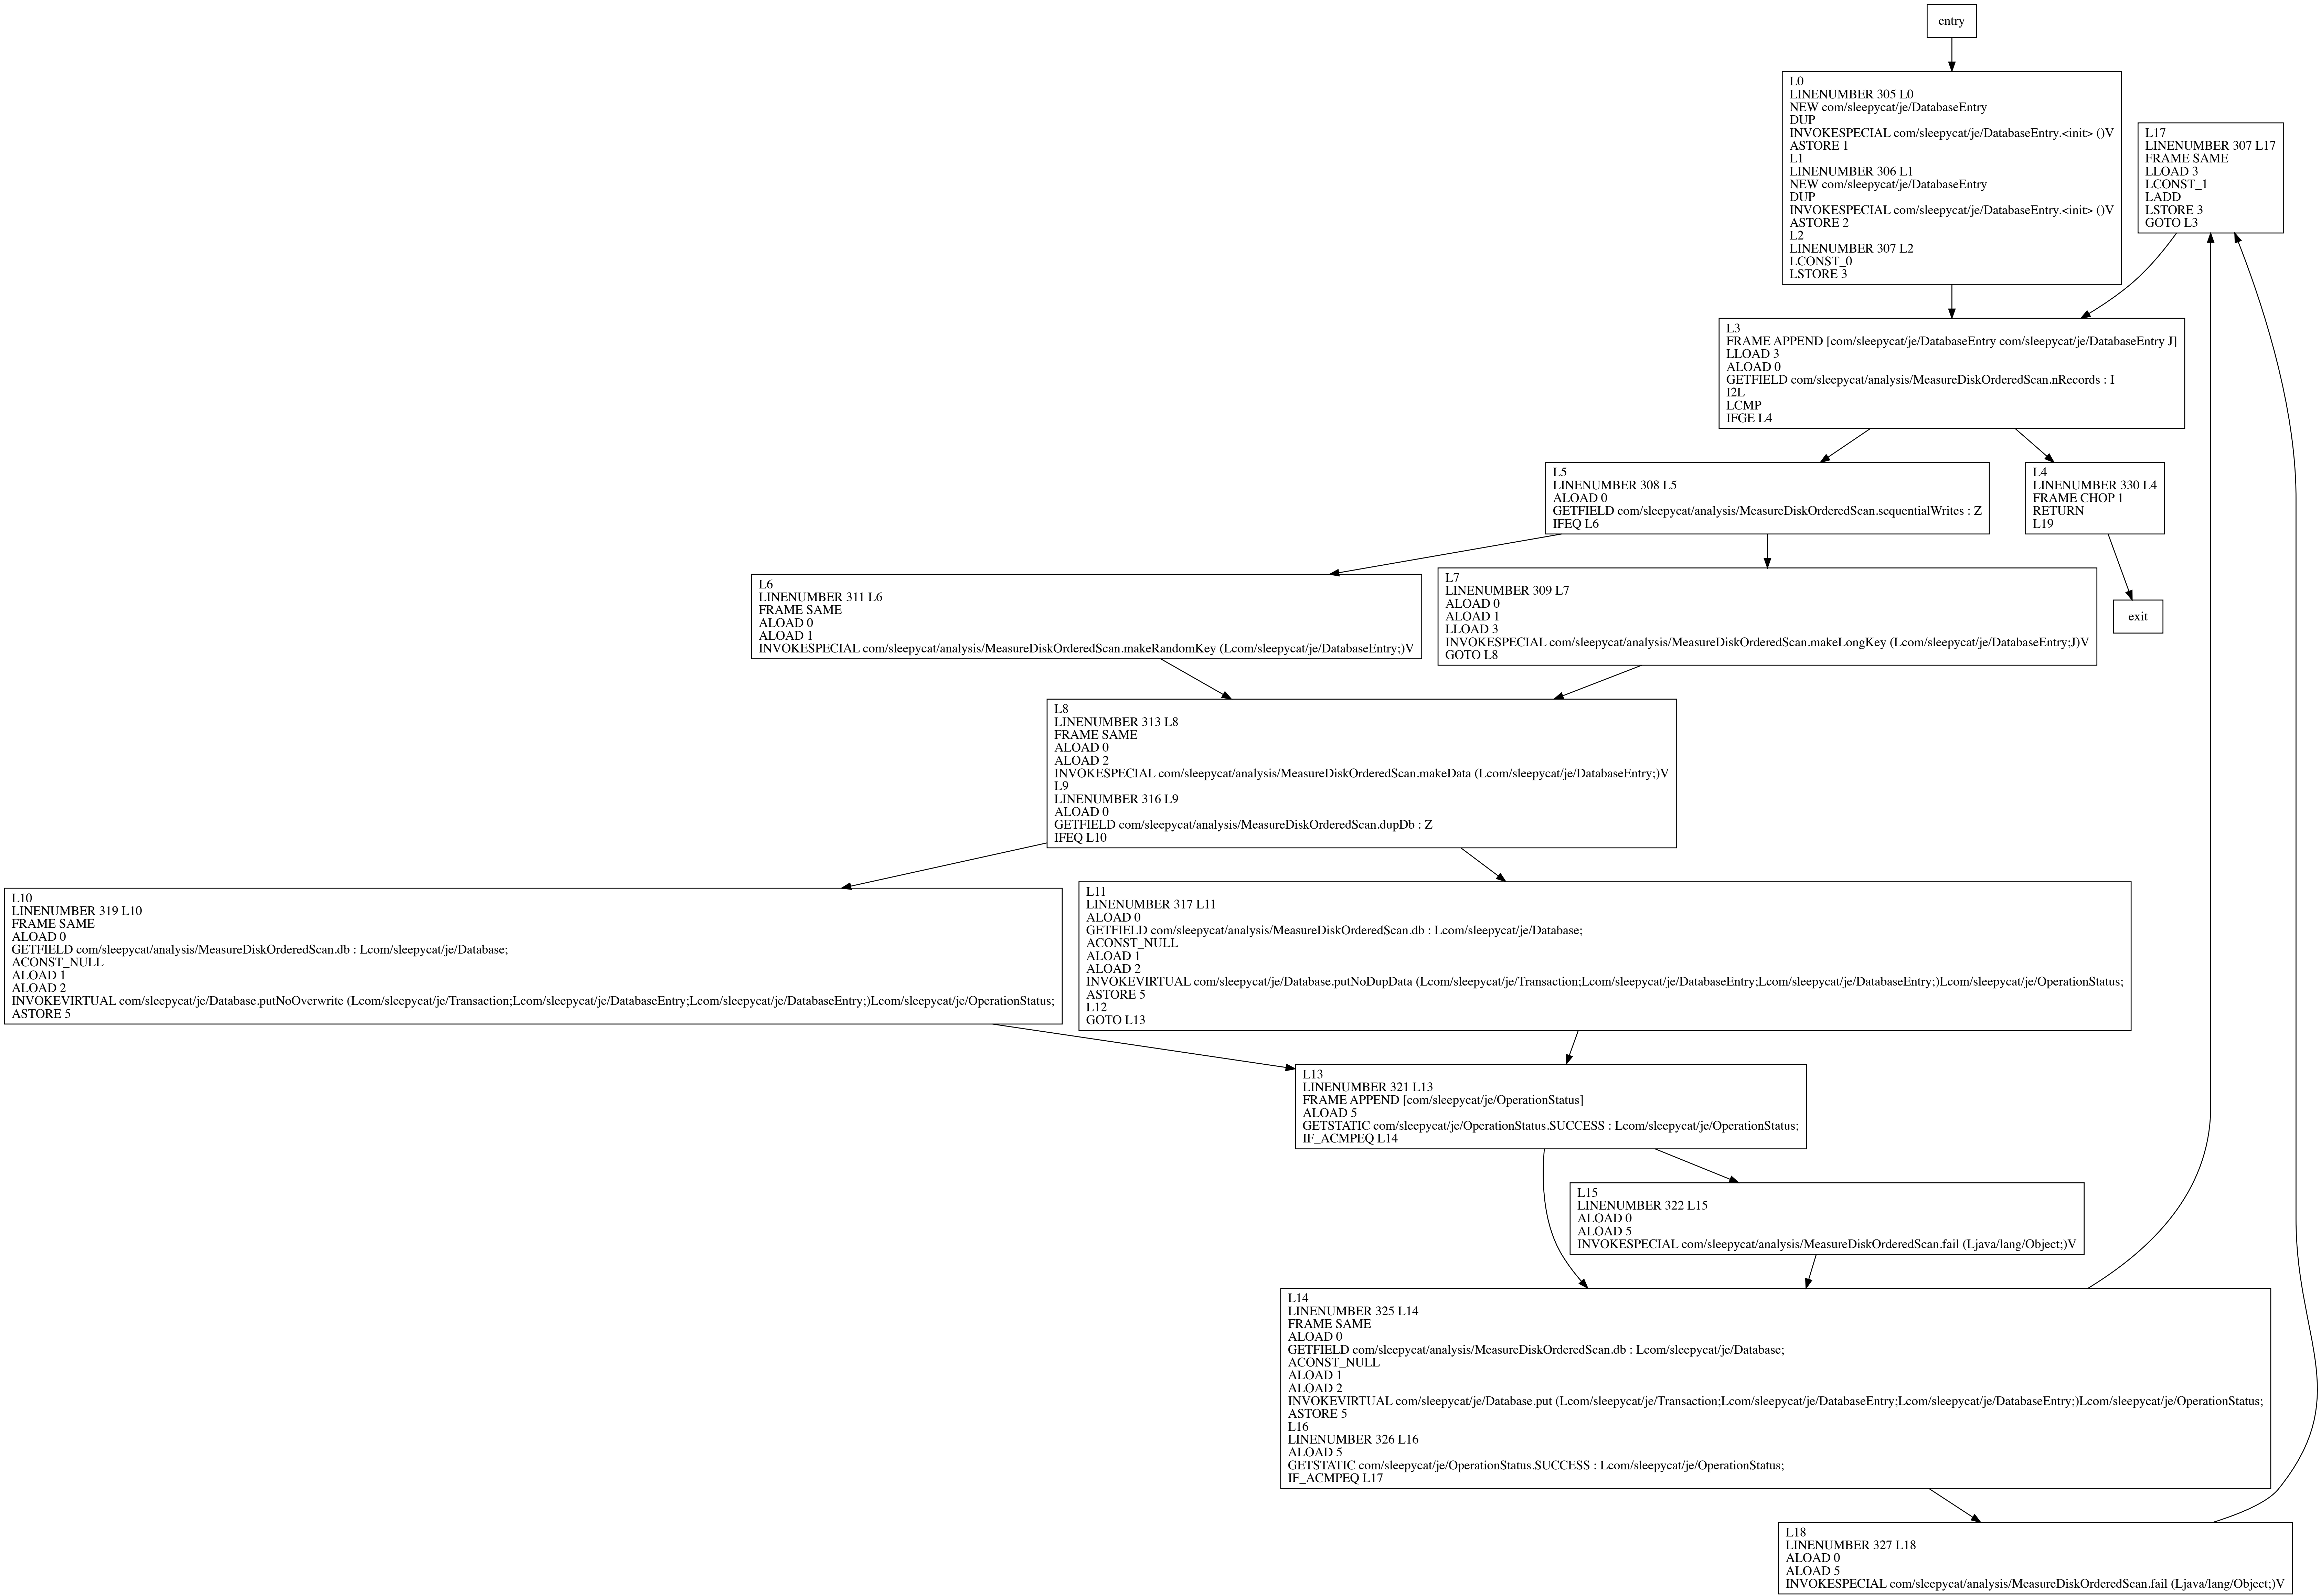 entry
L0
LINENUMBER 305 L0
NEW com/sleepycat/je/DatabaseEntry
DUP
INVOKESPECIAL com/sleepycat/je/DatabaseEntry.<init> ()V
ASTORE 1
L1
LINENUMBER 306 L1
NEW com/sleepycat/je/DatabaseEntry
DUP
INVOKESPECIAL com/sleepycat/je/DatabaseEntry.<init> ()V
ASTORE 2
L2
LINENUMBER 307 L2
LCONST_0
LSTORE 3
L17
LINENUMBER 307 L17
FRAME SAME
LLOAD 3
LCONST_1
LADD
LSTORE 3
GOTO L3
L3
FRAME APPEND [com/sleepycat/je/DatabaseEntry com/sleepycat/je/DatabaseEntry J]
LLOAD 3
ALOAD 0
GETFIELD com/sleepycat/analysis/MeasureDiskOrderedScan.nRecords : I
I2L
LCMP
IFGE L4
L5
LINENUMBER 308 L5
ALOAD 0
GETFIELD com/sleepycat/analysis/MeasureDiskOrderedScan.sequentialWrites : Z
IFEQ L6
L4
LINENUMBER 330 L4
FRAME CHOP 1
RETURN
L19
L6
LINENUMBER 311 L6
FRAME SAME
ALOAD 0
ALOAD 1
INVOKESPECIAL com/sleepycat/analysis/MeasureDiskOrderedScan.makeRandomKey (Lcom/sleepycat/je/DatabaseEntry;)V
L7
LINENUMBER 309 L7
ALOAD 0
ALOAD 1
LLOAD 3
INVOKESPECIAL com/sleepycat/analysis/MeasureDiskOrderedScan.makeLongKey (Lcom/sleepycat/je/DatabaseEntry;J)V
GOTO L8
exit
L8
LINENUMBER 313 L8
FRAME SAME
ALOAD 0
ALOAD 2
INVOKESPECIAL com/sleepycat/analysis/MeasureDiskOrderedScan.makeData (Lcom/sleepycat/je/DatabaseEntry;)V
L9
LINENUMBER 316 L9
ALOAD 0
GETFIELD com/sleepycat/analysis/MeasureDiskOrderedScan.dupDb : Z
IFEQ L10
L10
LINENUMBER 319 L10
FRAME SAME
ALOAD 0
GETFIELD com/sleepycat/analysis/MeasureDiskOrderedScan.db : Lcom/sleepycat/je/Database;
ACONST_NULL
ALOAD 1
ALOAD 2
INVOKEVIRTUAL com/sleepycat/je/Database.putNoOverwrite (Lcom/sleepycat/je/Transaction;Lcom/sleepycat/je/DatabaseEntry;Lcom/sleepycat/je/DatabaseEntry;)Lcom/sleepycat/je/OperationStatus;
ASTORE 5
L11
LINENUMBER 317 L11
ALOAD 0
GETFIELD com/sleepycat/analysis/MeasureDiskOrderedScan.db : Lcom/sleepycat/je/Database;
ACONST_NULL
ALOAD 1
ALOAD 2
INVOKEVIRTUAL com/sleepycat/je/Database.putNoDupData (Lcom/sleepycat/je/Transaction;Lcom/sleepycat/je/DatabaseEntry;Lcom/sleepycat/je/DatabaseEntry;)Lcom/sleepycat/je/OperationStatus;
ASTORE 5
L12
GOTO L13
L13
LINENUMBER 321 L13
FRAME APPEND [com/sleepycat/je/OperationStatus]
ALOAD 5
GETSTATIC com/sleepycat/je/OperationStatus.SUCCESS : Lcom/sleepycat/je/OperationStatus;
IF_ACMPEQ L14
L15
LINENUMBER 322 L15
ALOAD 0
ALOAD 5
INVOKESPECIAL com/sleepycat/analysis/MeasureDiskOrderedScan.fail (Ljava/lang/Object;)V
L14
LINENUMBER 325 L14
FRAME SAME
ALOAD 0
GETFIELD com/sleepycat/analysis/MeasureDiskOrderedScan.db : Lcom/sleepycat/je/Database;
ACONST_NULL
ALOAD 1
ALOAD 2
INVOKEVIRTUAL com/sleepycat/je/Database.put (Lcom/sleepycat/je/Transaction;Lcom/sleepycat/je/DatabaseEntry;Lcom/sleepycat/je/DatabaseEntry;)Lcom/sleepycat/je/OperationStatus;
ASTORE 5
L16
LINENUMBER 326 L16
ALOAD 5
GETSTATIC com/sleepycat/je/OperationStatus.SUCCESS : Lcom/sleepycat/je/OperationStatus;
IF_ACMPEQ L17
L18
LINENUMBER 327 L18
ALOAD 0
ALOAD 5
INVOKESPECIAL com/sleepycat/analysis/MeasureDiskOrderedScan.fail (Ljava/lang/Object;)V